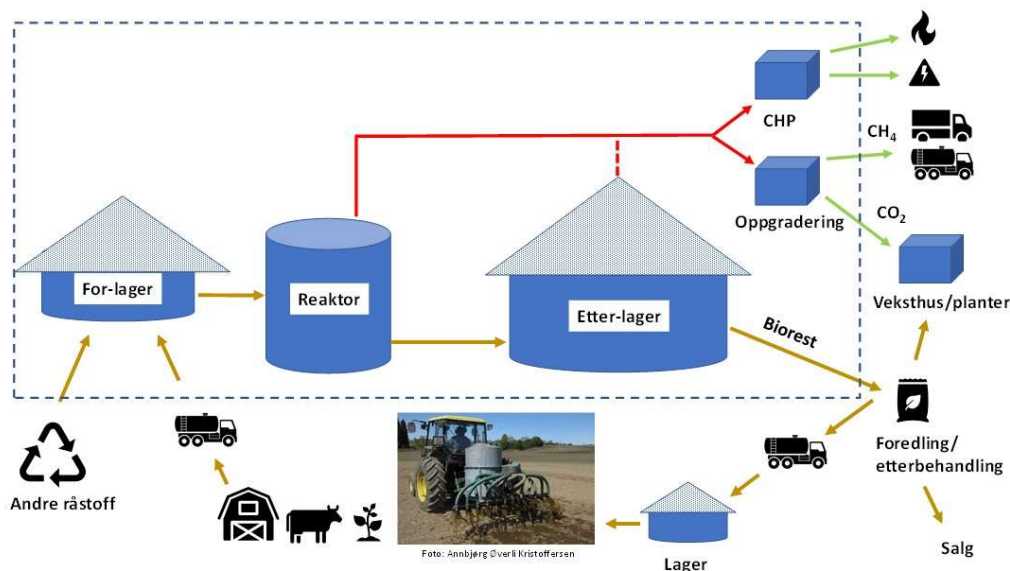 CHP
CH₄
Oppgradering
CO₂
For-lager
Reaktor
Etter-lager
Veksthus/planter
Biorest
Andre råstoff
Foredling/
etterbehandling
Foto: Annbjørg Øverli Kristoffersen
Lager
Salg